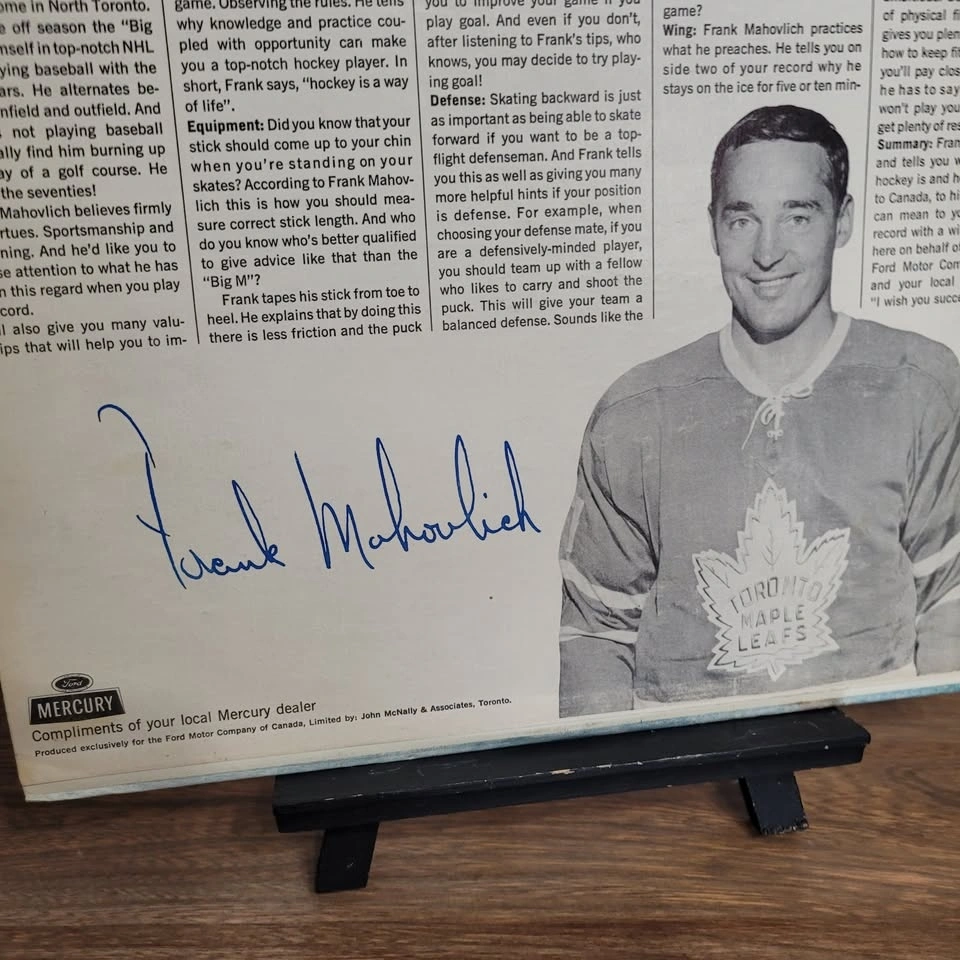 ome in North Toronto.
e off season the "Big
mself in top-notch NHL
ying baseball with the
ars. He alternates be-
nfield and outfield. And
not playing baseball
ally find him burning up
ay of a golf course. He
the seventies!
Mahovlich believes firmly
rtues. Sportsmanship and
ning. And he'd like you to
se attention to what he has
n this regard when you play
cord.
ll also give you many valu-
ips that will help you to im-
game. Observing the rules. He tells
why knowledge and practice cou-
pled with opportunity can make
you a top-notch hockey player. In
short, Frank says, "hockey is a way
of life".
Equipment: Did you know that your
stick should come up to your chin
when you're standing on your
skates? According to Frank Mahov-
lich this is how you should mea-
sure correct stick length. And who
do you know who's better qualified
to give advice like that than the
"Big M"?
Frank tapes his stick from toe to
heel. He explains that by doing this
there is less friction and the puck
you to improve your game if you
play goal. And even if you don't,
after listening to Frank's tips, who
knows, you may decide to try play-
ing goal!
Defense: Skating backward is just
as important as being able to skate
forward if you want to be a top-
flight defenseman. And Frank tells
you this as well as giving you many
more helpful hints if your position
is defense. For example, when
choosing your defense mate, if you
are a defensively-minded player,
you should team up with a fellow
who likes to carry and shoot the
puck. This will give your team a
balanced defense. Sounds like the
game?
Wing: Frank Mahovlich practices
what he preaches. He tells you on
side two of your record why he
stays on the ice for five or ten min-
of physical fi
gives you plen
how to keep fit
you'll pay clos
he has to say
won't play you
get plenty of res
Summary: Fran
and tells you w
hockey is and h
to Canada, to hi
can mean to yo
record with a wi
here on behalf o
Ford Motor Com
and your local
"I wish you succe
Frank Mahovlich
TORONTO
MAPLE
LEAFS
Ford
MERCURY
Compliments of your local Mercury dealer
Produced exclusively for the Ford Motor Company of Canada, Limited by: John McNally & Associates, Toronto.